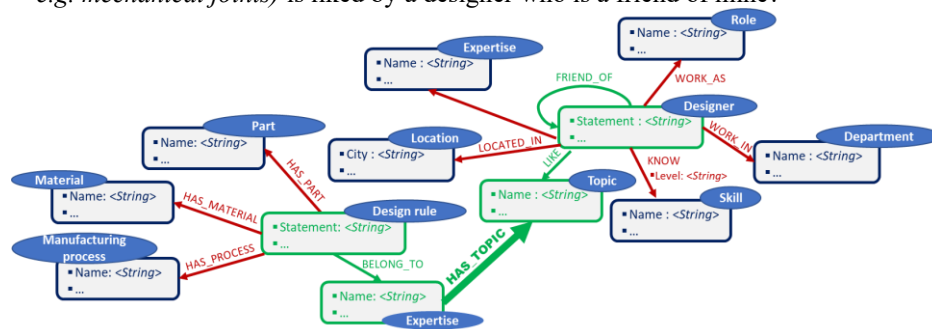 e.g. mechanical joints) is liked by a designer who is a friend of mine?
Role
▪ Name : <String>
▪ ...
Expertise
▪ Name : <String>
▪ ...
FRIEND_OF
WORK_AS
Designer
▪ Statement : <String>
▪ ...
Part
▪ Name: <String>
▪ ...
Location
▪ City : <String>
▪ ...
LOCATED_IN
WORK_IN
Department
▪ Name : <String>
▪ ...
HAS_PART
LIKE
KNOW
▪ Level: <String>
Material
▪ Name: <String>
▪ ...
HAS_MATERIAL
Design rule
▪ Statement: <String>
▪ ...
Topic
▪ Name : <String>
▪ ...
Skill
▪ Name : <String>
▪ ...
Manufacturing
process
▪ Name: <String>
▪ ...
HAS_PROCESS
BELONG_TO
HAS_TOPIC
▪ Name: <String>
▪ ...
Expertise